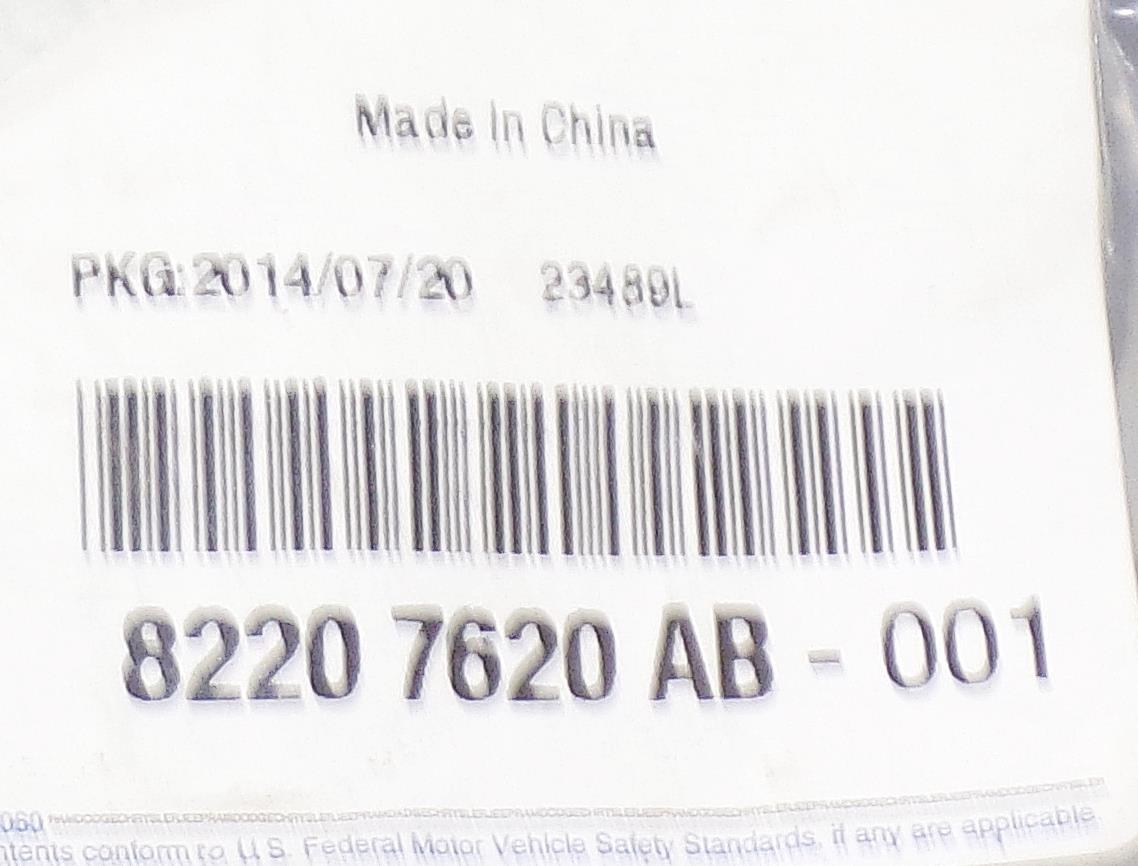 Made In China
PKG:2014/07/20 23489L
8220 7620 AB - 001
060
ntents conform to U.S. Federal Motor Vehicle Safety Standards, if any are applicable